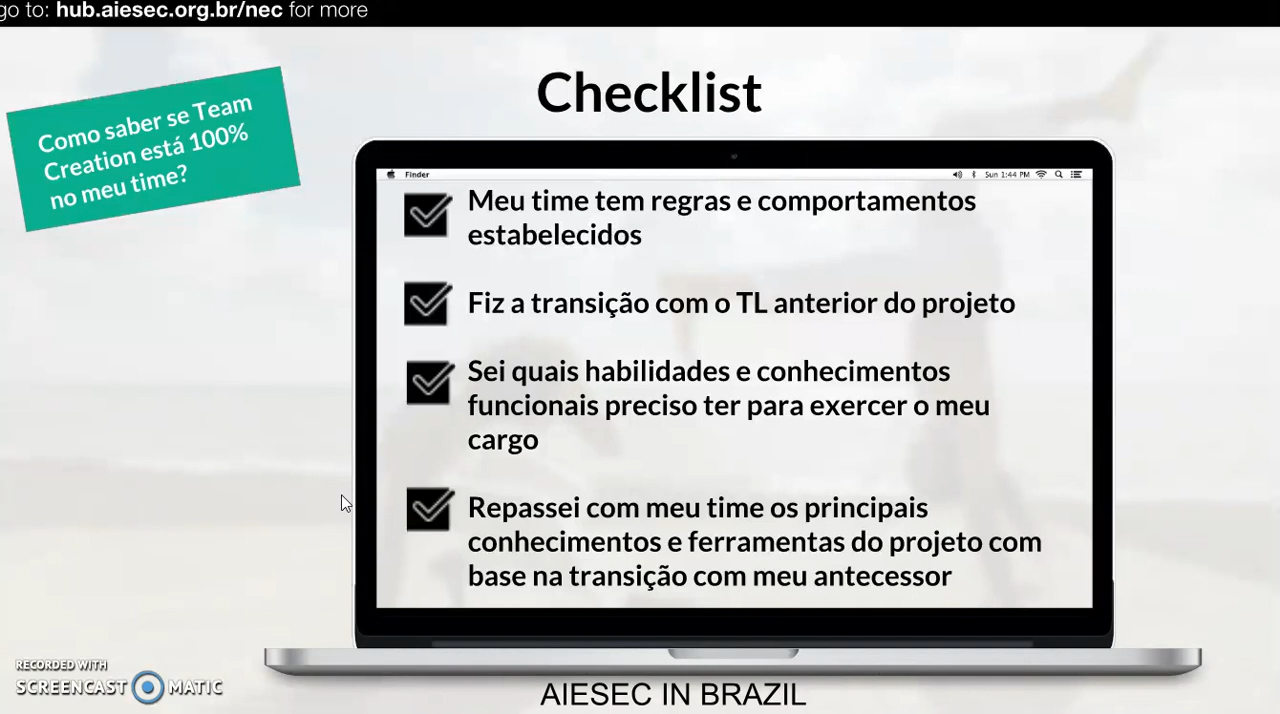 go to: hub.aiesec.org.br/nec for more
Checklist
Como saber se Team
Creation está 100%
no meu time?
Finder
Sun 1:44 PM
Meu time tem regras e comportamentos
estabelecidos
Fiz a transição com o TL anterior do projeto
Sei quais habilidades e conhecimentos
funcionais preciso ter para exercer o meu
cargo
Repassei com meu time os principais
conhecimentos e ferramentas do projeto com
base na transição com meu antecessor
RECORDED WITH
SCREENCAST MATIC
AIESEC IN BRAZIL